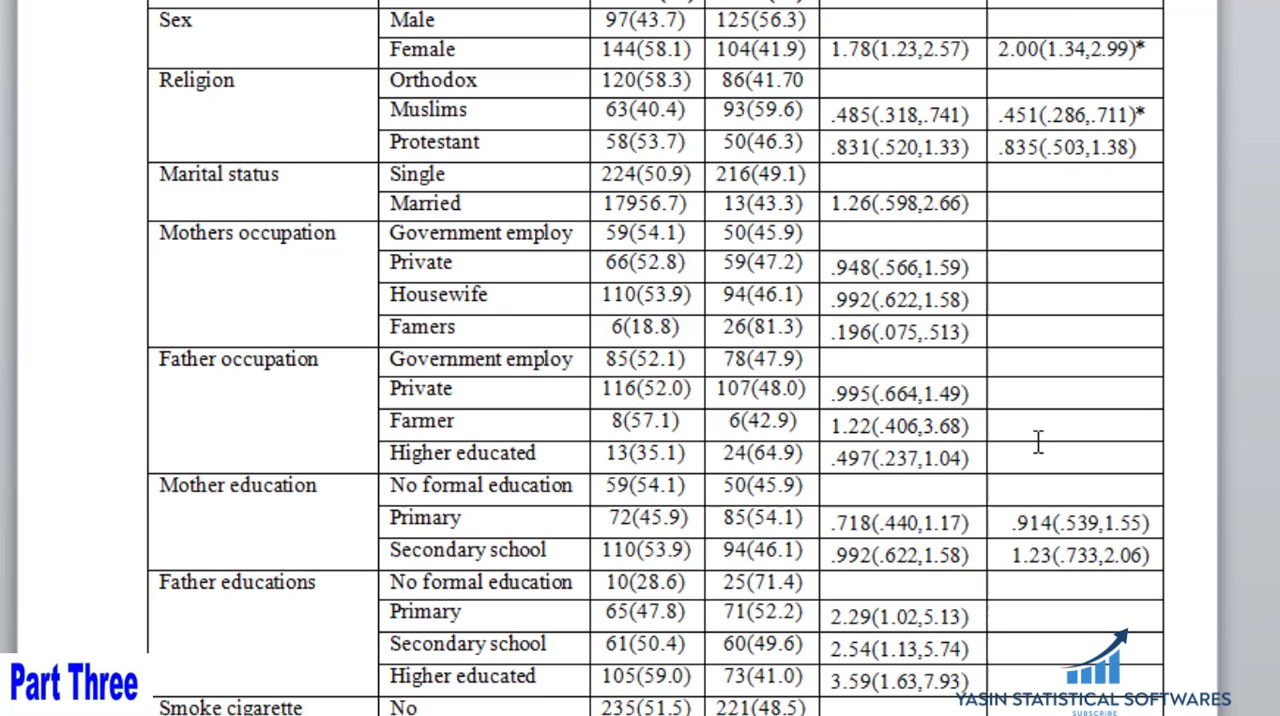 Sex Male 97(43.7) 125(56.3)
Female 144(58.1) 104(41.9) 1.78(1.23,2.57) 2.00(1.34,2.99)*
Religion Orthodox 120(58.3) 86(41.70
Muslims 63(40.4) 93(59.6) .485(.318,.741) .451(.286,.711)*
Protestant 58(53.7) 50(46.3) .831(.520,1.33) .835(.503,1.38)
Marital status Single 224(50.9) 216(49.1)
Married 17956.7) 13(43.3) 1.26(.598,2.66)
Mothers occupation Government employ 59(54.1) 50(45.9)
Private 66(52.8) 59(47.2) .948(.566,1.59)
Housewife 110(53.9) 94(46.1) .992(.622,1.58)
Famers 6(18.8) 26(81.3) .196(.075,.513)
Father occupation Government employ 85(52.1) 78(47.9)
Private 116(52.0) 107(48.0) .995(.664,1.49)
Farmer 8(57.1) 6(42.9) 1.22(.406,3.68)
Higher educated 13(35.1) 24(64.9) .497(.237,1.04)
Mother education No formal education 59(54.1) 50(45.9)
Primary 72(45.9) 85(54.1) .718(.440,1.17) .914(.539,1.55)
Secondary school 110(53.9) 94(46.1) .992(.622,1.58) 1.23(.733,2.06)
Father educations No formal education 10(28.6) 25(71.4)
Primary 65(47.8) 71(52.2) 2.29(1.02,5.13)
Secondary school 61(50.4) 60(49.6) 2.54(1.13,5.74)
Higher educated 105(59.0) 73(41.0) 3.59(1.63,7.93)
Smoke cigarette No 235(51.5) 221(48.5)
Part Three
YASIN STATISTICAL SOFTWARES
SUBSCRIBE